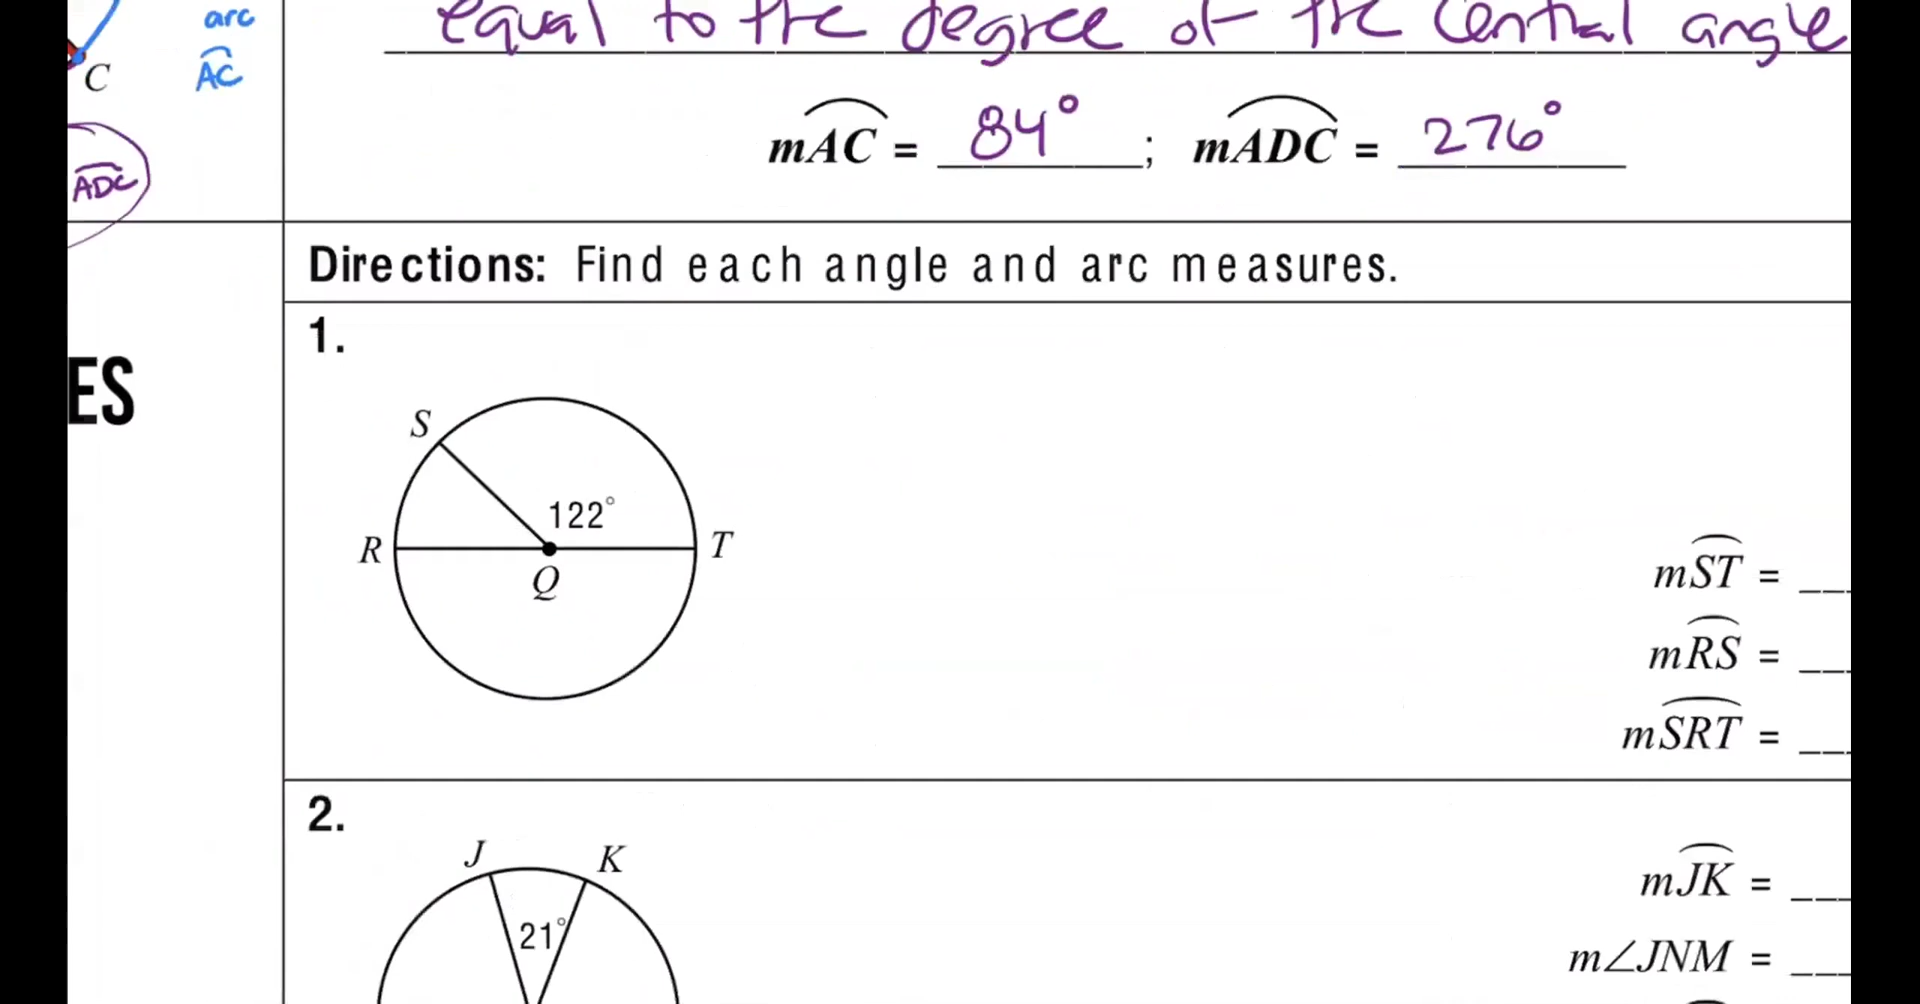 arc
AC
C
ADC
ES
equal to the degree of the central angle
mAC = 84° ; mADC = 276°
Directions: Find each angle and arc measures.
1.
S
122°
R
T
Q
mST =
mRS =
mSRT =
2.
J K
21°
mJK =
m∠JNM =